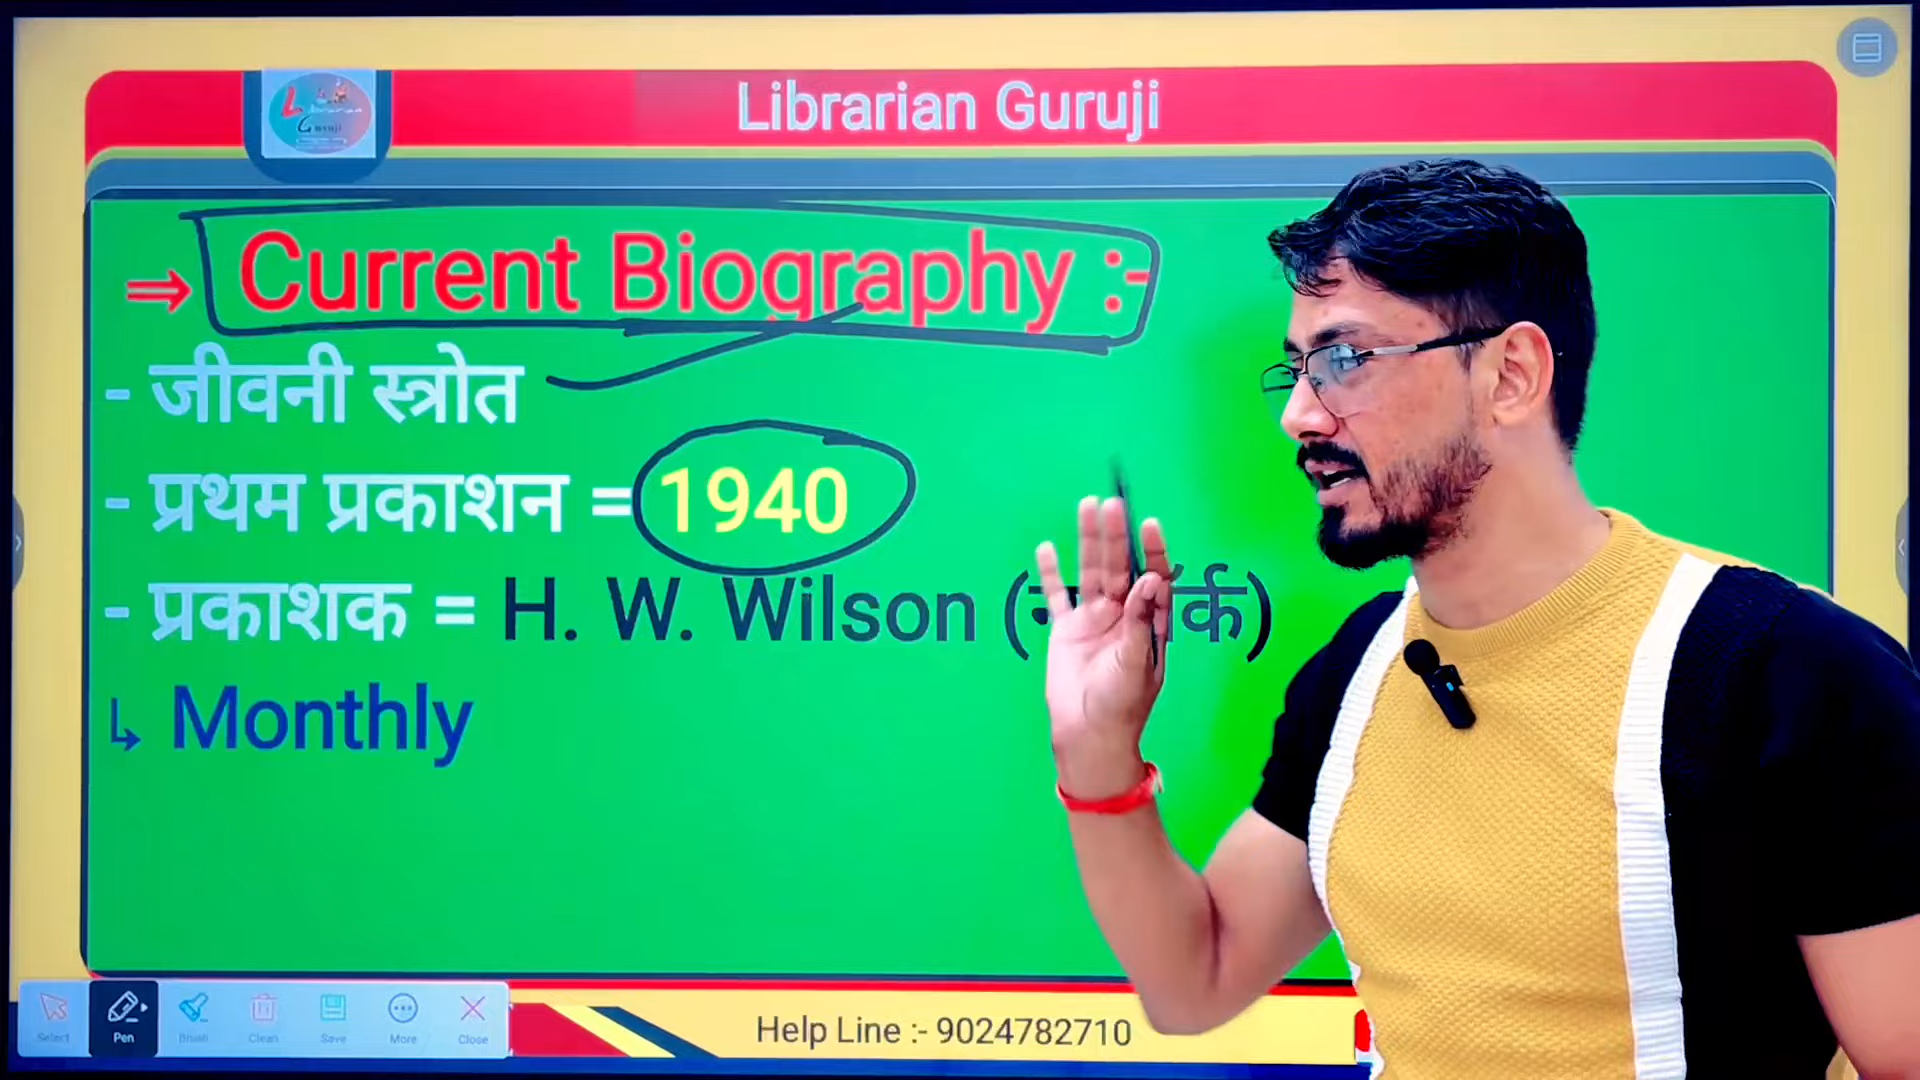 Librarian Guruji
⇒ Current Biography :-
- जीवनी स्त्रोत
- प्रथम प्रकाशन = 1940
- प्रकाशक = H. W. Wilson (
↳ Monthly
Select Pen Brush Clean Save More Close
Help Line :- 9024782710